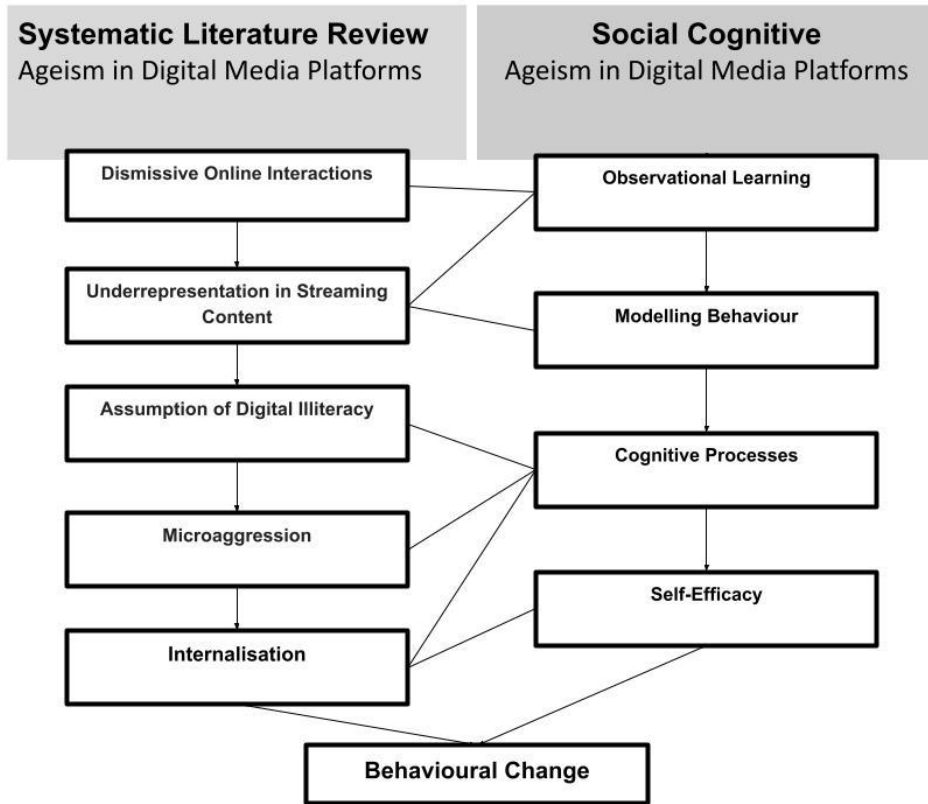 Systematic Literature Review
Ageism in Digital Media Platforms
Social Cognitive
Ageism in Digital Media Platforms
Dismissive Online Interactions
Underrepresentation in Streaming
Content
Assumption of Digital Illiteracy
Microaggression
Internalisation
Observational Learning
Modelling Behaviour
Cognitive Processes
Self-Efficacy
Behavioural Change